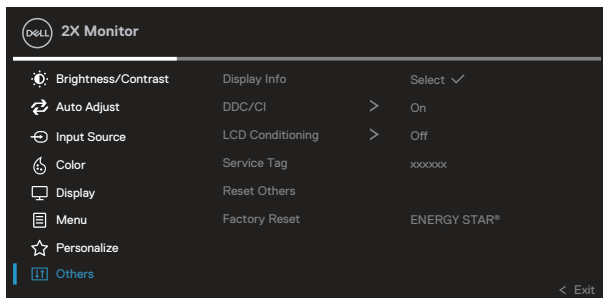 DELL 2X Monitor
Brightness/Contrast Display Info Select ✓
Auto Adjust DDC/CI > On
Input Source LCD Conditioning > Off
Color Service Tag xxxxxx
Display Reset Others
Menu Factory Reset ENERGY STAR®
Personalize
Others
< Exit